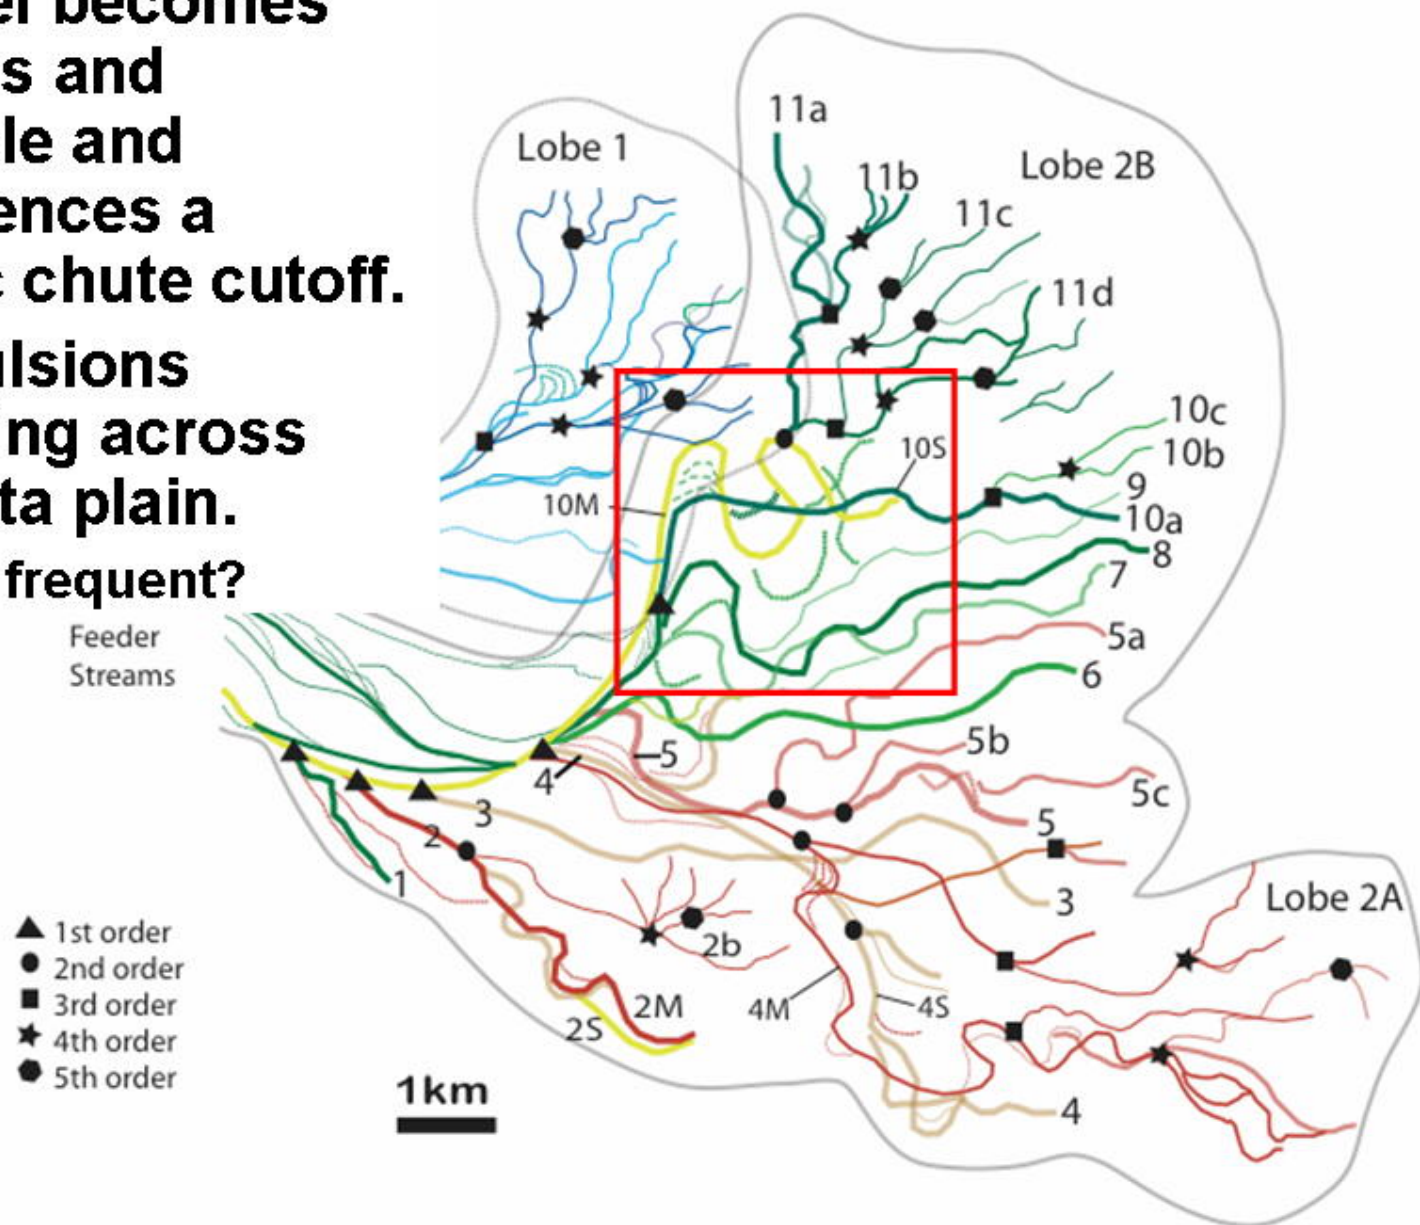 er becomes
s and
le and
ences a
c chute cutoff.
ulsions
ing across
ta plain.
frequent?
Feeder
Streams
Lobe 1
Lobe 2B
Lobe 2A
11a
11b
11c
11d
10c
10b
9
10a
10S
10M
8
7
5a
6
5b
5c
5
5
4
3
2
1
3
2b
2M
2S
4M
4S
4
1st order
2nd order
3rd order
4th order
5th order
1km